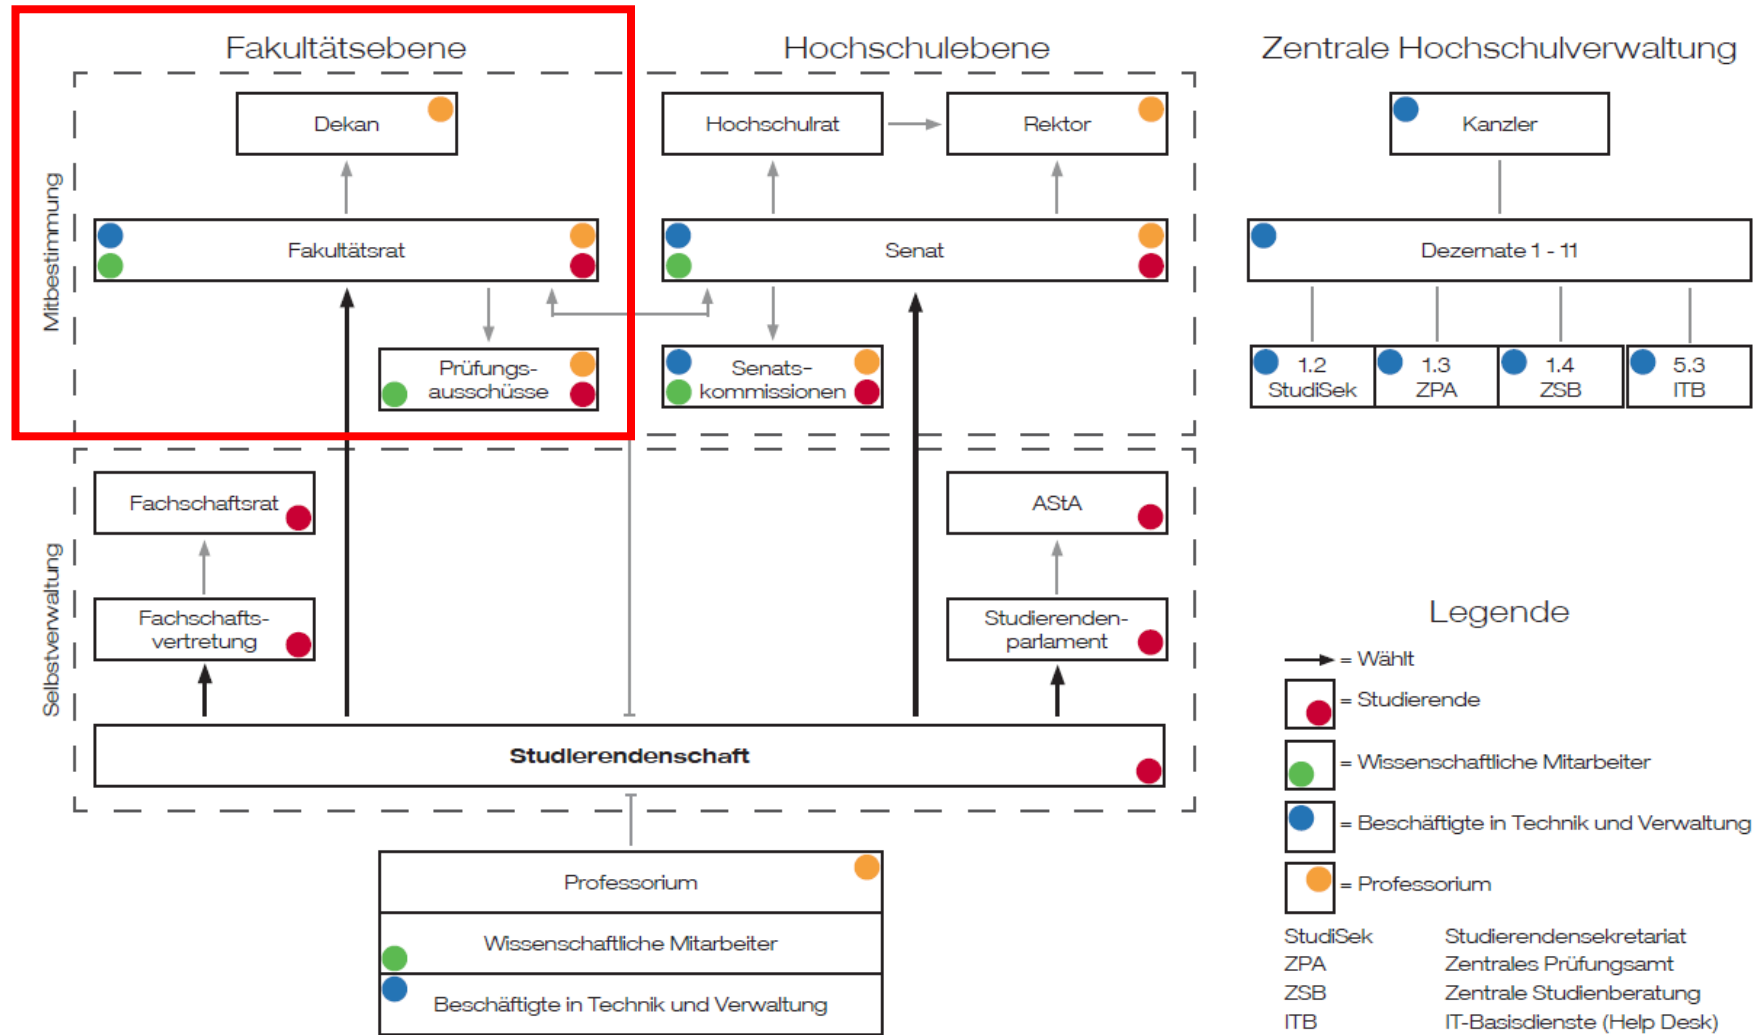 Fakultätsebene
Hochschulebene
Zentrale Hochschulverwaltung
Mitbestimmung
Dekan
Hochschulrat
Rektor
Kanzler
Fakultätsrat
Senat
Dezernate 1 - 11
Prüfungs-
ausschüsse
Senats-
kommissionen
1.2
StudiSek
1.3
ZPA
1.4
ZSB
5.3
ITB
Selbstverwaltung
Fachschaftsrat
AStA
Fachschafts-
vertretung
Studierenden-
parlament
Studierendenschaft
Professorium
Wissenschaftliche Mitarbeiter
Beschäftigte in Technik und Verwaltung
Legende
= Wählt
= Studierende
= Wissenschaftliche Mitarbeiter
= Beschäftigte in Technik und Verwaltung
= Professorium
StudiSek Studierendensekretariat
ZPA Zentrales Prüfungsamt
ZSB Zentrale Studienberatung
ITB IT-Basisdienste (Help Desk)